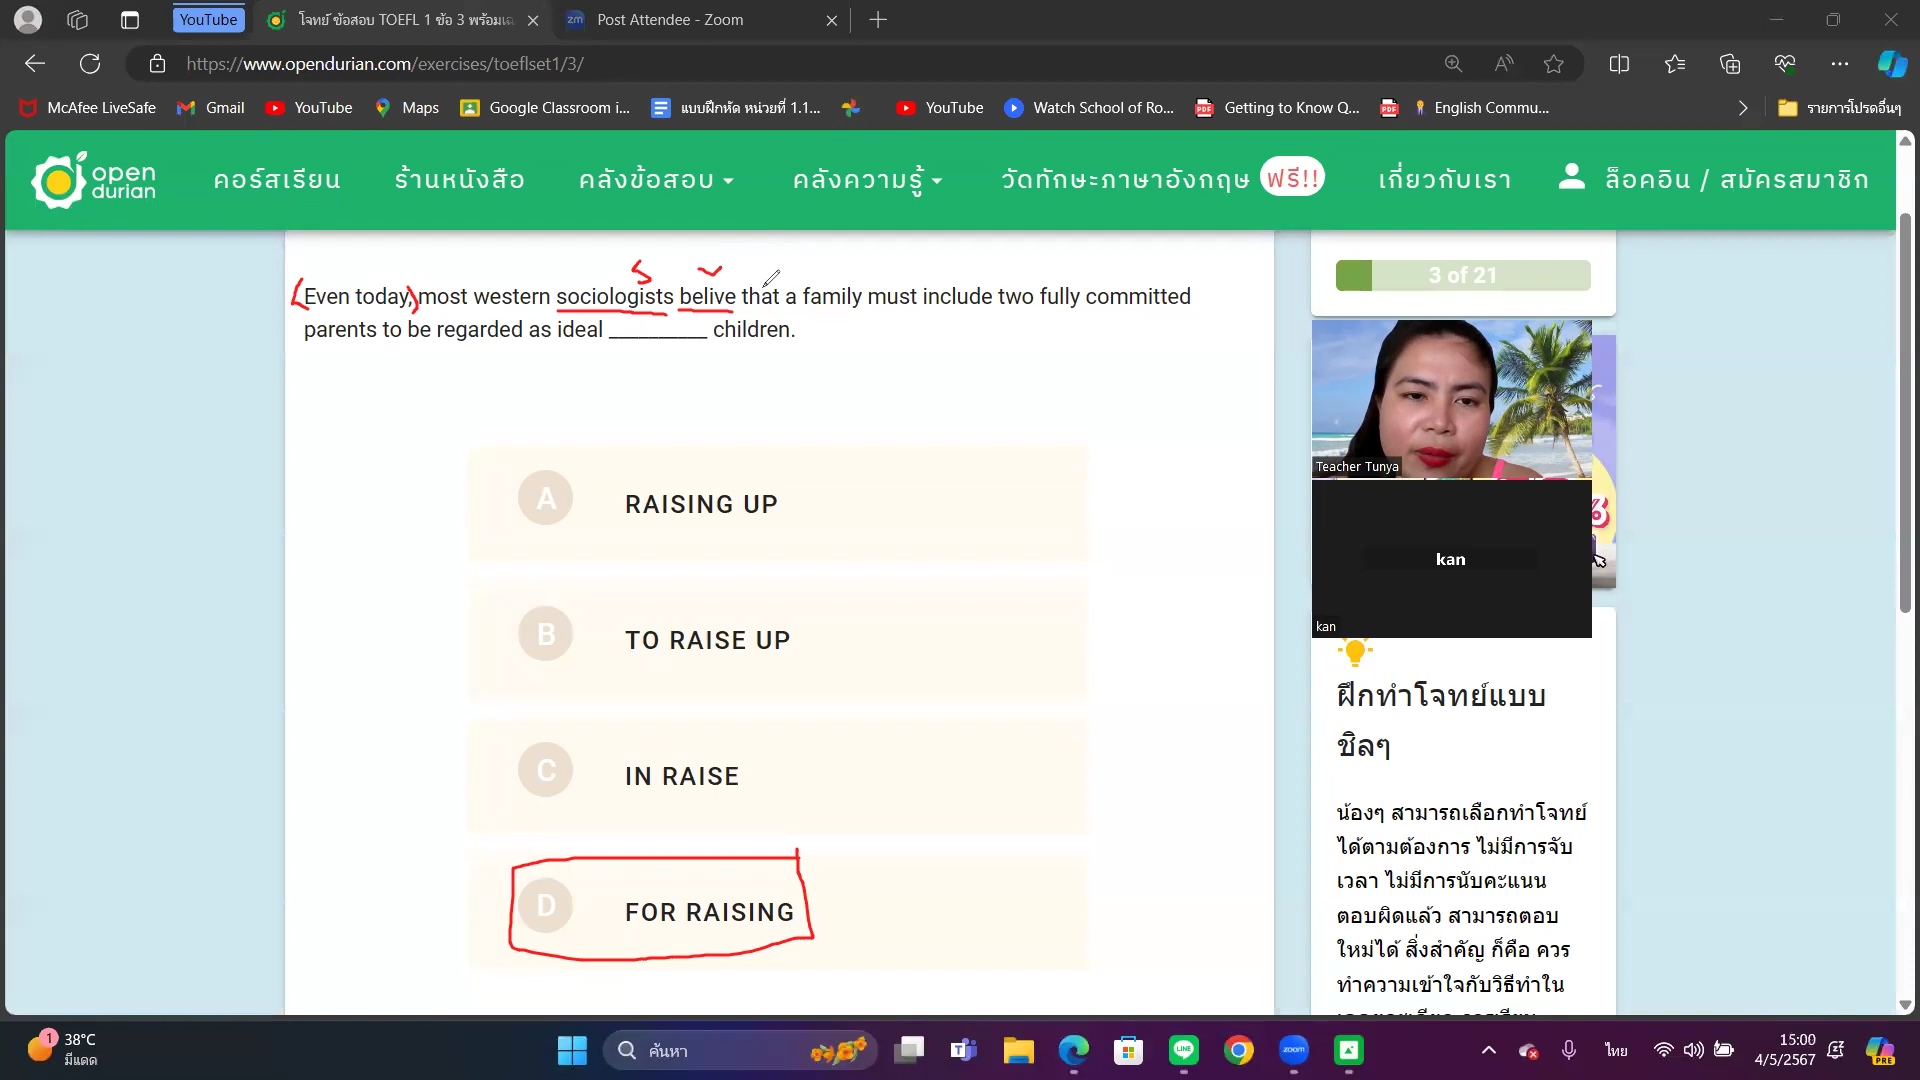 YouTube
โจทย์ ข้อสอบ TOEFL 1 ข้อ 3 พร้อมเฉ
zm
Post Attendee - Zoom
https://www.opendurian.com/exercises/toeflset1/3/
McAfee LiveSafe
Gmail
YouTube
Maps
Google Classroom i...
แบบฝึกหัด หน่วยที่ 1.1...
YouTube
Watch School of Ro...
Getting to Know Q...
English Commu...
รายการโปรดอื่นๆ
open
durian
คอร์สเรียน
ร้านหนังสือ
คลังข้อสอบ
คลังความรู้
วัดทักษะภาษาอังกฤษ ฟรี!!
เกี่ยวกับเรา
ล็อคอิน / สมัครสมาชิก
S V
Even today, most western sociologists belive that a family must include two fully committed
parents to be regarded as ideal __________ children.
A RAISING UP
B TO RAISE UP
C IN RAISE
D FOR RAISING
3 of 21
Teacher Tunya
kan
kan
ฝึกทำโจทย์แบบ
ชิลๆ
น้องๆ สามารถเลือกทำโจทย์
ได้ตามต้องการ ไม่มีการจับ
เวลา ไม่มีการนับคะแนน
ตอบผิดแล้ว สามารถตอบ
ใหม่ได้ สิ่งสำคัญ ก็คือ ควร
ทำความเข้าใจกับวิธีทำใน
1
38°C
มีแดด
ค้นหา
zoom
ไทย
15:00
4/5/2567
PRE